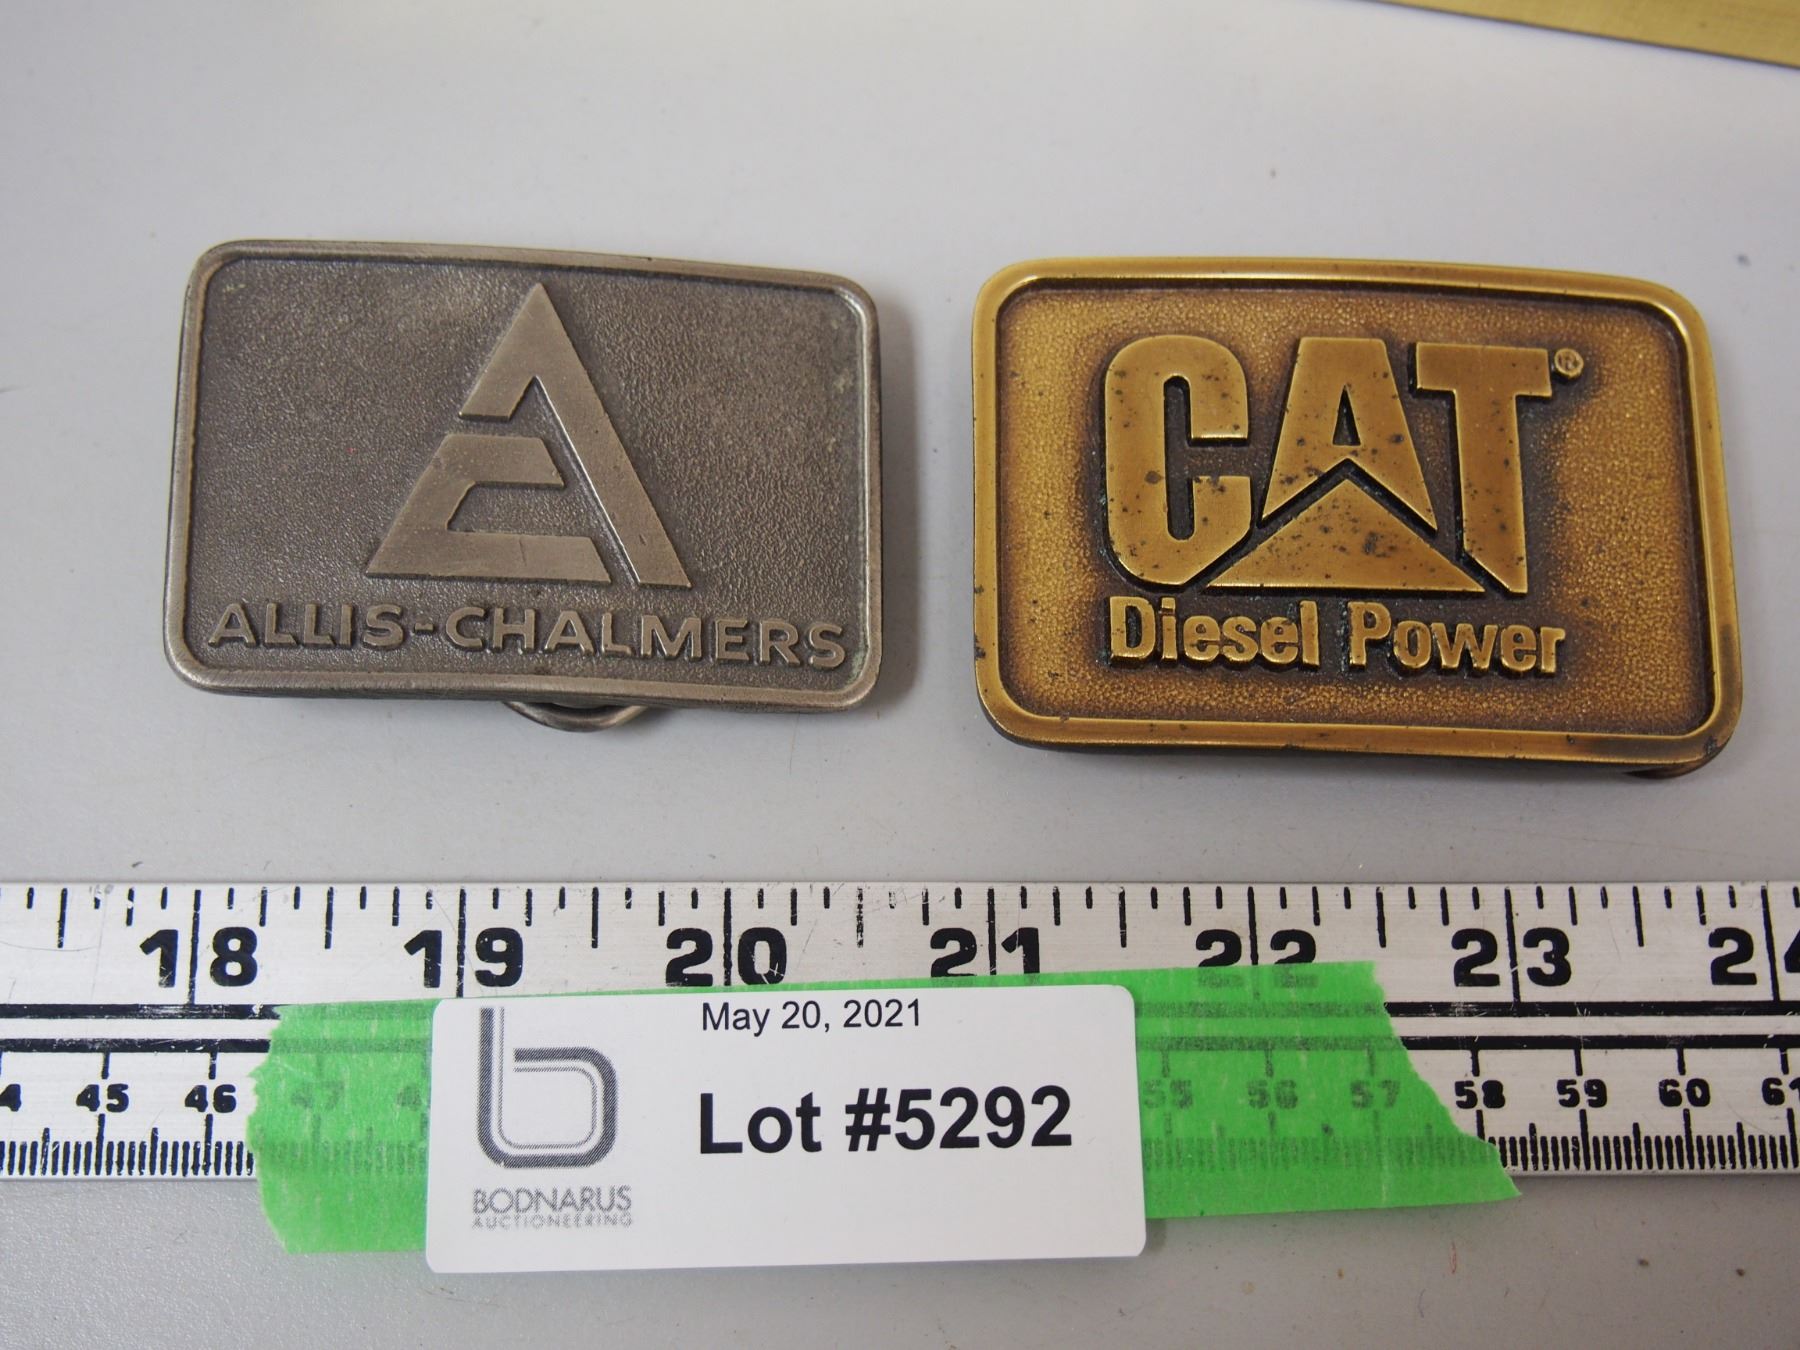 ALLIS-CHALMERS
CAT®
Diesel Power
18 19 20 21 22 23 24
May 20, 2021
Lot #5292
BODNARUS
AUCTIONEERING
45 46 47 55 56 57 58 59 60 61